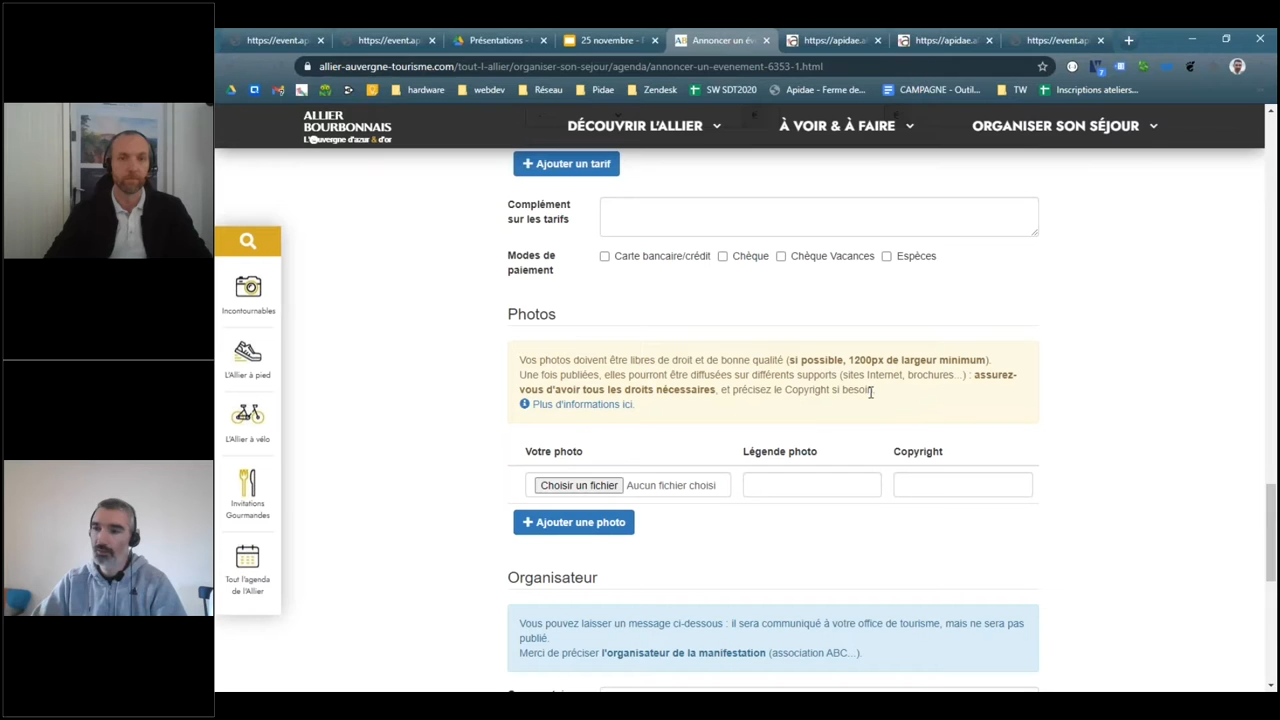 https://event.ap
https://event.ap
Présentations -
25 novembre -
Annoncer un év
https://apidae.
https://apidae.
https://event.ap
allier-auvergne-tourisme.com/tout-l-allier/organiser-son-sejour/agenda/annoncer-un-evenement-6353-1.html
hardware
webdev
Réseau
Pidae
Zendesk
SW SDT2020
Apidae - Ferme de...
CAMPAGNE - Outil...
TW
Inscriptions ateliers...
ALLIER
BOURBONNAIS
L'Auvergne d'azur & d'or
DÉCOUVRIR L'ALLIER
À VOIR & À FAIRE
ORGANISER SON SÉJOUR
Incontournables
L'Allier à pied
L'Allier à vélo
Invitations
Gourmandes
Tout l'agenda
de l'Allier
+ Ajouter un tarif
Complément
sur les tarifs
Modes de
paiement
Carte bancaire/crédit
Chèque
Chèque Vacances
Espèces
Photos
Vos photos doivent être libres de droit et de bonne qualité (si possible, 1200px de largeur minimum).
Une fois publiées, elles pourront être diffusées sur différents supports (sites Internet, brochures...) : assurez-
vous d'avoir tous les droits nécessaires, et précisez le Copyright si besoin.
Plus d'informations ici.
Votre photo
Légende photo
Copyright
Choisir un fichier
Aucun fichier choisi
+ Ajouter une photo
Organisateur
Vous pouvez laisser un message ci-dessous : il sera communiqué à votre office de tourisme, mais ne sera pas
publié.
Merci de préciser l'organisateur de la manifestation (association ABC...).